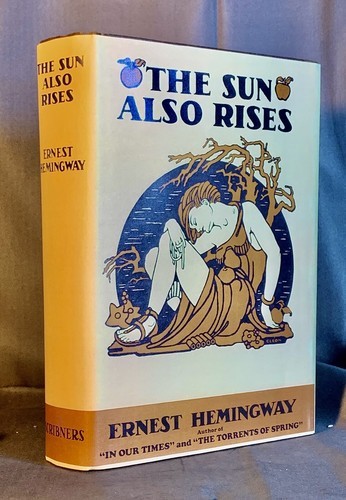 THE SUN
ALSO
RISES
ERNEST
HEMINGWAY
SCRIBNERS
THE SUN
ALSO RISES
CLEON
ERNEST HEMINGWAY
Author of
"IN OUR TIMES" and "THE TORRENTS OF SPRING"